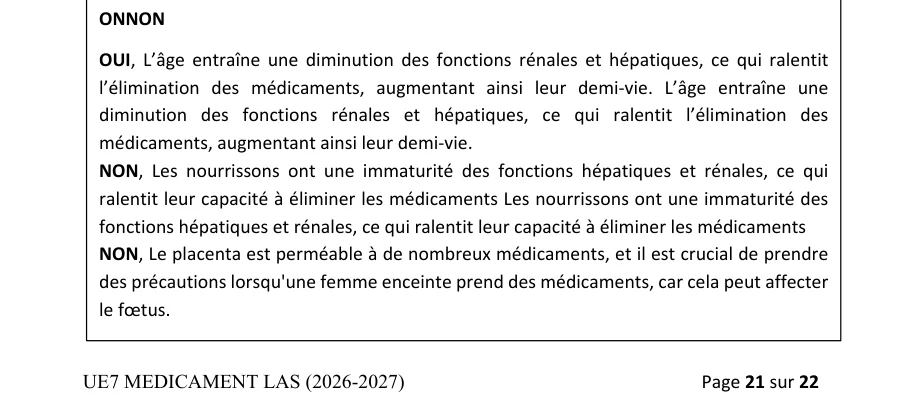 ONNON
OUI, L’âge entraîne une diminution des fonctions rénales et hépatiques, ce qui ralentit
l’élimination des médicaments, augmentant ainsi leur demi-vie. L’âge entraîne une
diminution des fonctions rénales et hépatiques, ce qui ralentit l’élimination des
médicaments, augmentant ainsi leur demi-vie.
NON, Les nourrissons ont une immaturité des fonctions hépatiques et rénales, ce qui
ralentit leur capacité à éliminer les médicaments Les nourrissons ont une immaturité des
fonctions hépatiques et rénales, ce qui ralentit leur capacité à éliminer les médicaments
NON, Le placenta est perméable à de nombreux médicaments, et il est crucial de prendre
des précautions lorsqu'une femme enceinte prend des médicaments, car cela peut affecter
le fœtus.
UE7 MEDICAMENT LAS (2026-2027) Page 21 sur 22